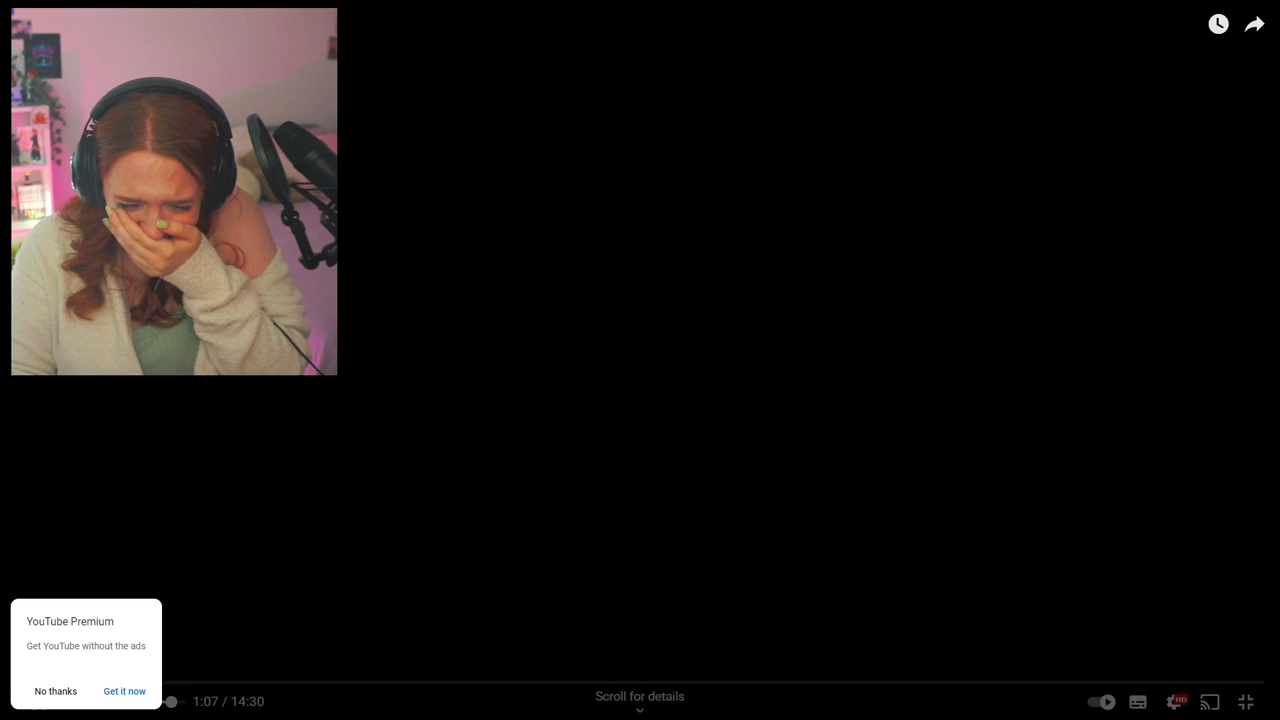 YouTube Premium
Get YouTube without the ads
No thanks Get it now
1:07 / 14:30
Scroll for details
HD